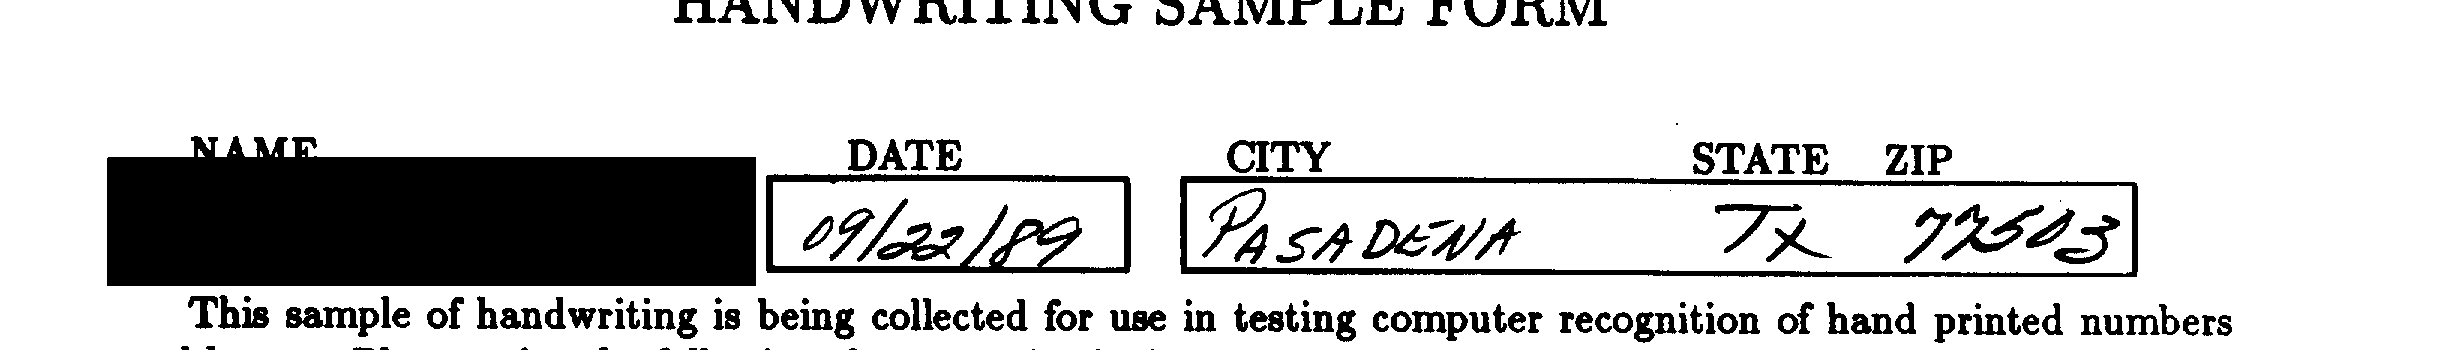 HANDWRITING SAMPLE FORM
NAME DATE CITY STATE ZIP
09/22/89 PASADENA TX 77503
This sample of handwriting is being collected for use in testing computer recognition of hand printed numbers